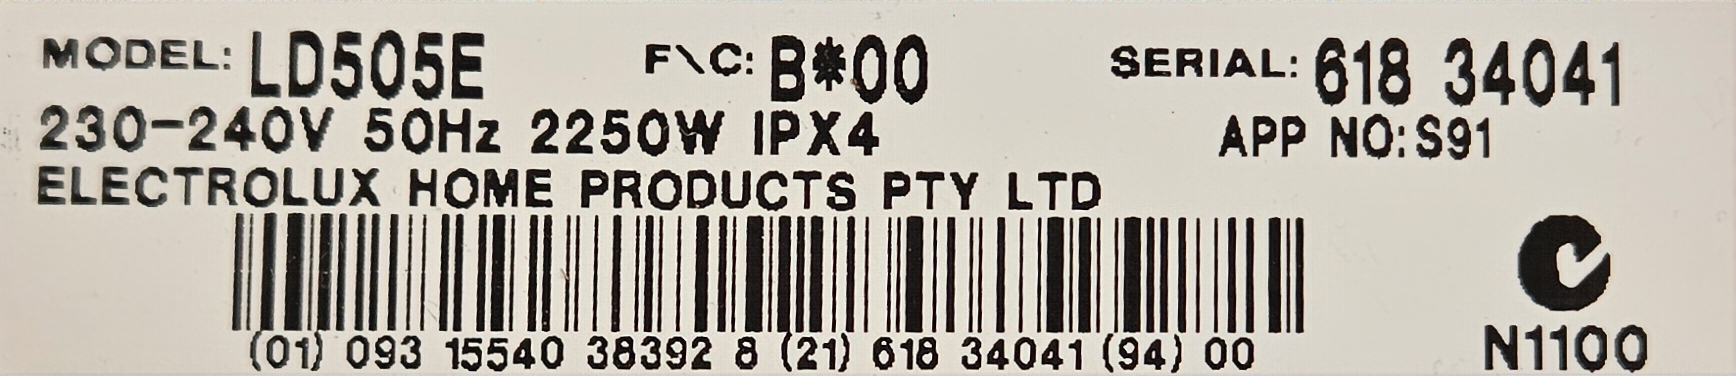 MODEL: LD505E F\C: B*00 SERIAL: 618 34041
230-240V 50Hz 2250W IPX4 APP NO:S91
ELECTROLUX HOME PRODUCTS PTY LTD
(01) 093 15540 38392 8 (21) 618 34041 (94) 00
N1100